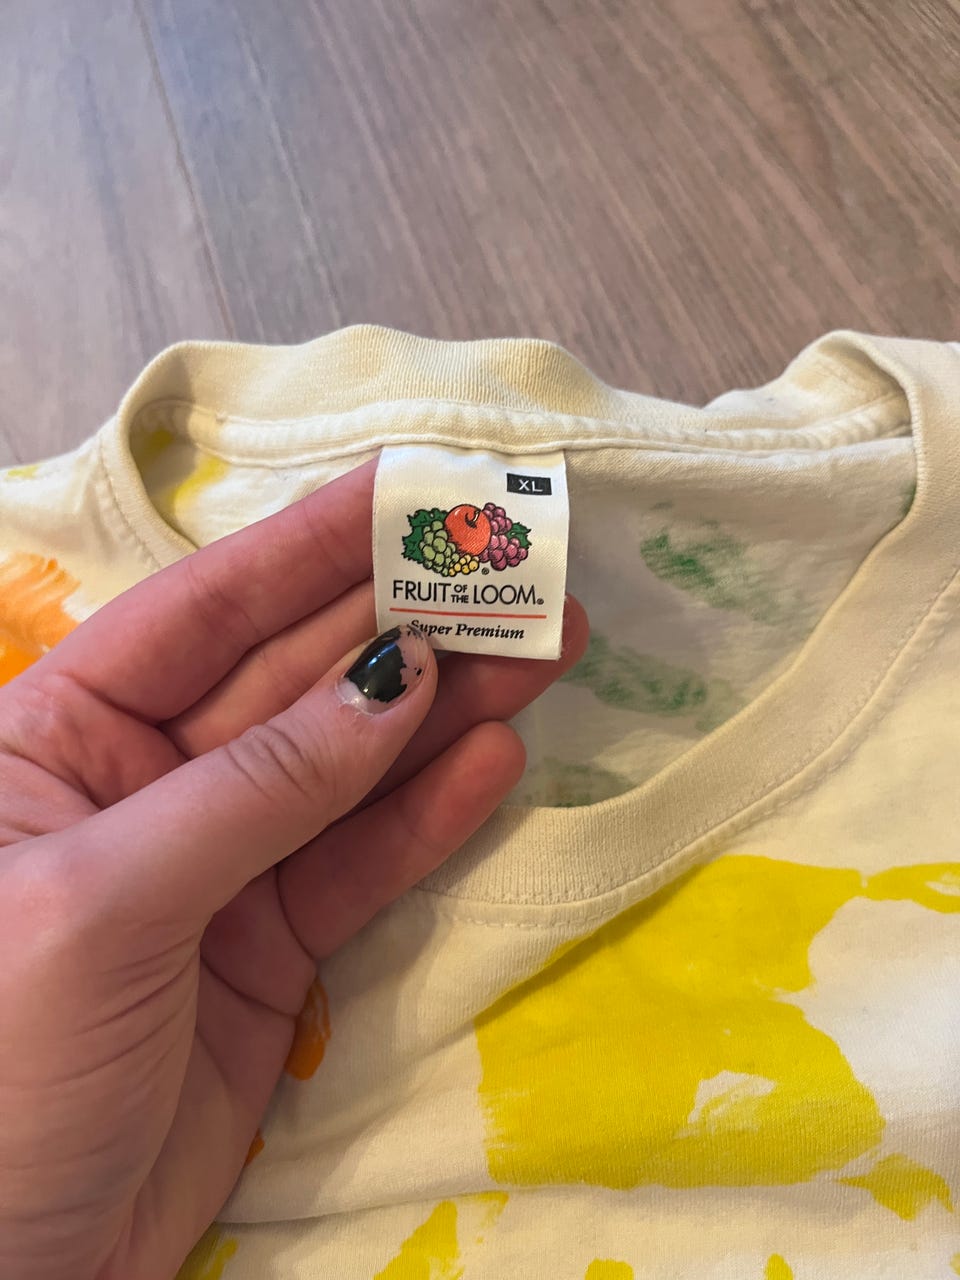 XL
FRUIT OF THE LOOM®
Super Premium